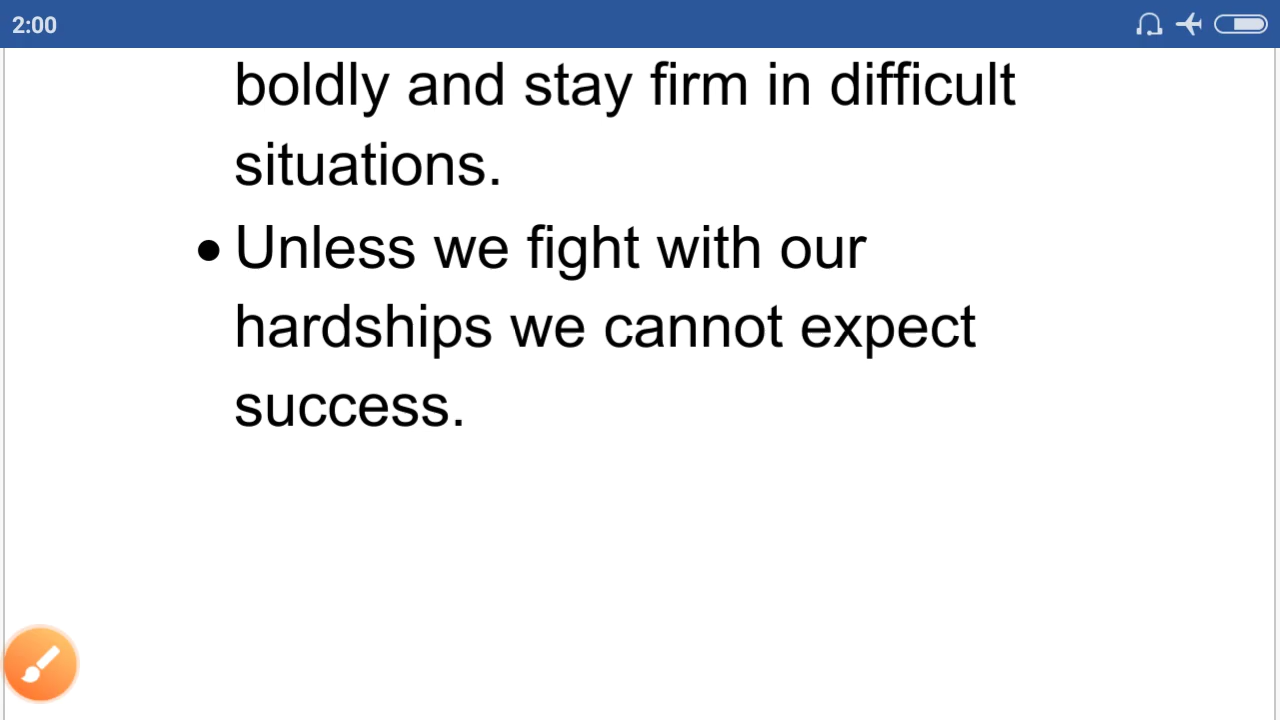 2:00
boldly and stay firm in difficult
situations.
• Unless we fight with our
hardships we cannot expect
success.